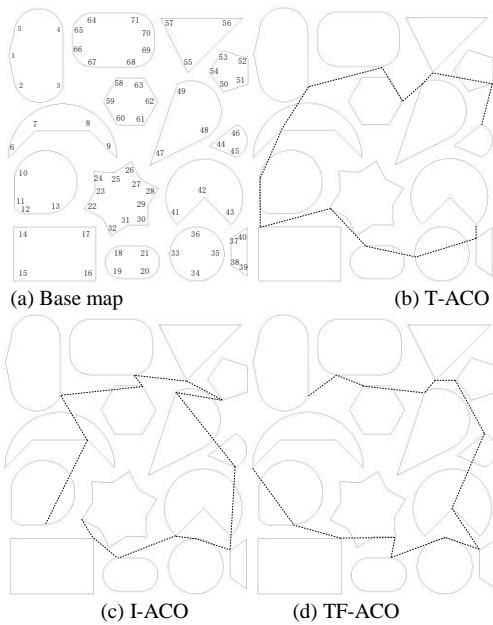 57 56
64 71
5 4 65 70
66 69 53 52
1 67 68 55 54
58 63 50 51
2 3 49
59 62
7 8 60 61 48 46
44
6 9 47 45
10 26
24 25 27
23 28 42
11 22 29
12 13 31 30 41 43
32
14 17 36 40
37
18 21 33 35
38
15 16 19 20 34 39
(a) Base map (b) T-ACO
(c) I-ACO (d) TF-ACO